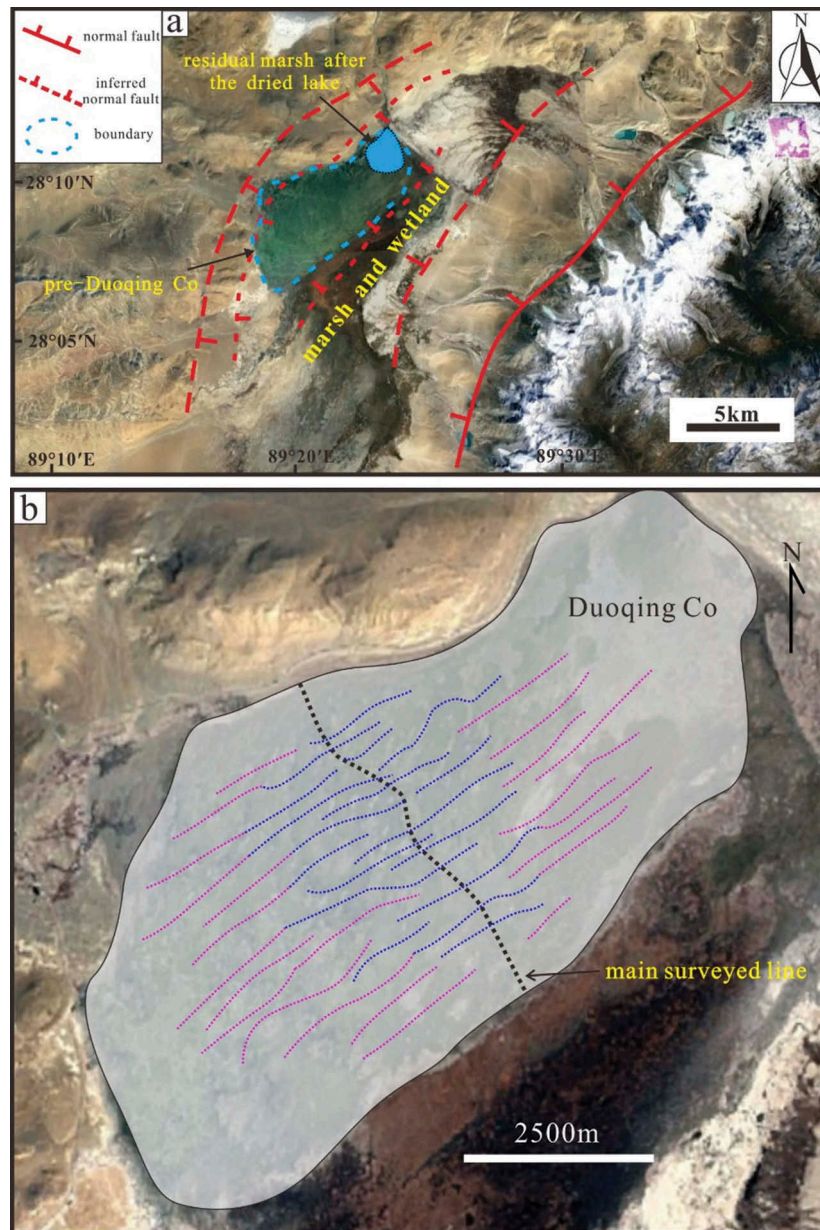 a
normal fault
inferred
normal fault
boundary
residual marsh after
the dried lake
N
28°10′N
pre-Duoqing Co
marsh and wetland
28°05′N
5km
89°10′E
89°20′E
89°30′E
b
N
Duoqing Co
main surveyed line
2500m